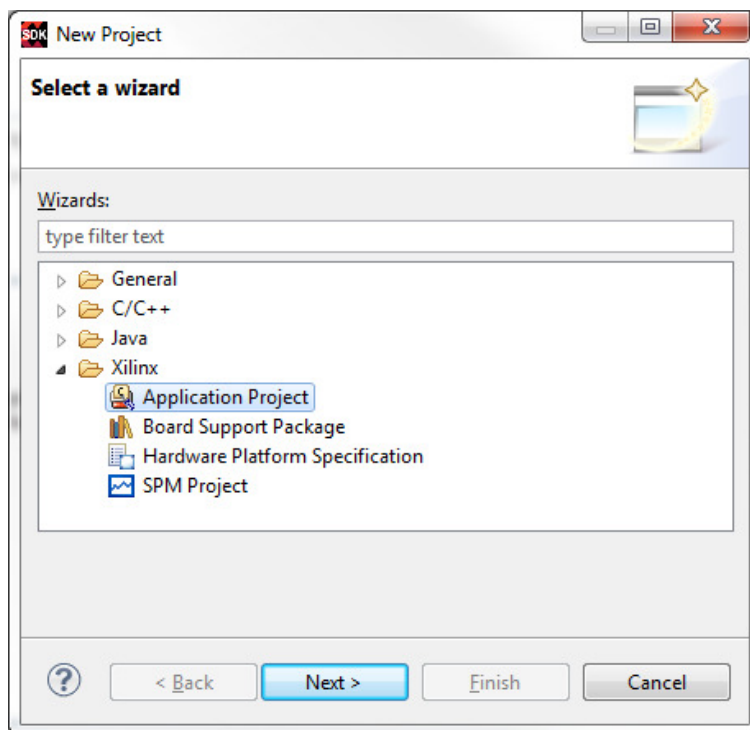 SDK New Project
Select a wizard
Wizards:
type filter text
General
C/C++
Java
Xilinx
Application Project
Board Support Package
Hardware Platform Specification
SPM Project
? < Back Next > Finish Cancel